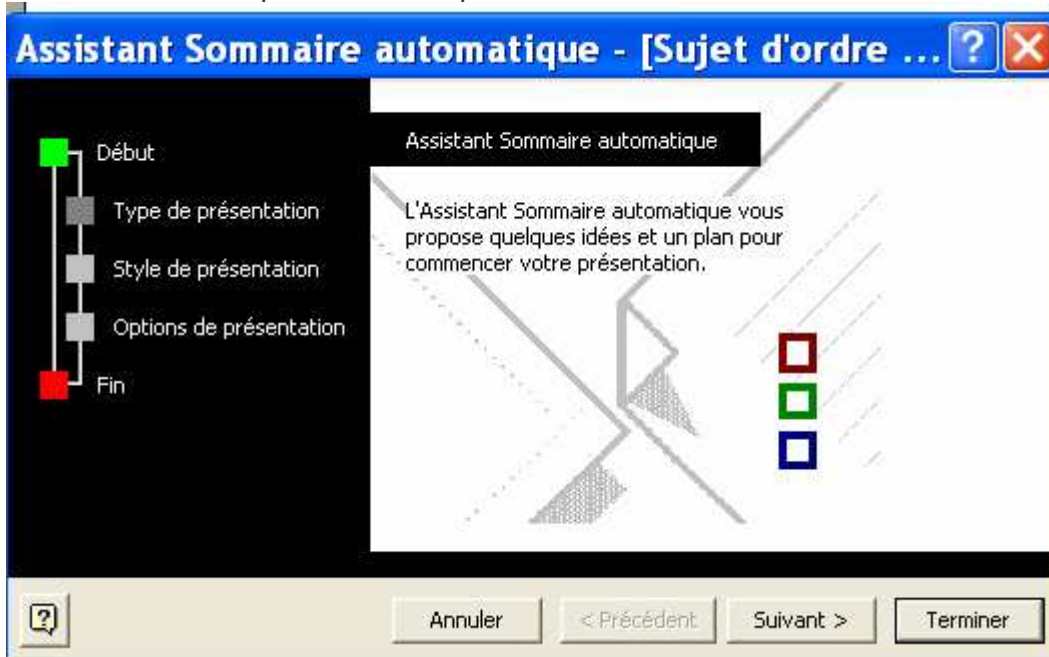 Assistant Sommaire automatique - [Sujet d'ordre ...
Début
Type de présentation
Style de présentation
Options de présentation
Fin
Assistant Sommaire automatique
L'Assistant Sommaire automatique vous
propose quelques idées et un plan pour
commencer votre présentation.
Annuler
< Précédent
Suivant >
Terminer